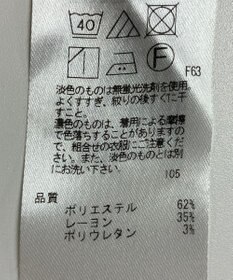 40
F
F63
淡色のものは無蛍光洗剤を使用
よくすすぎ、絞りの後すぐに干
すこと。
濃色のものは、着用による摩擦
で色落ちすることがありますの
で、組合せの衣服にご注意くださ
い。また、淡色のものとは別
にお洗い下さい。
105
品質
ポリエステル 62%
レーヨン 35%
ポリウレタン 3%